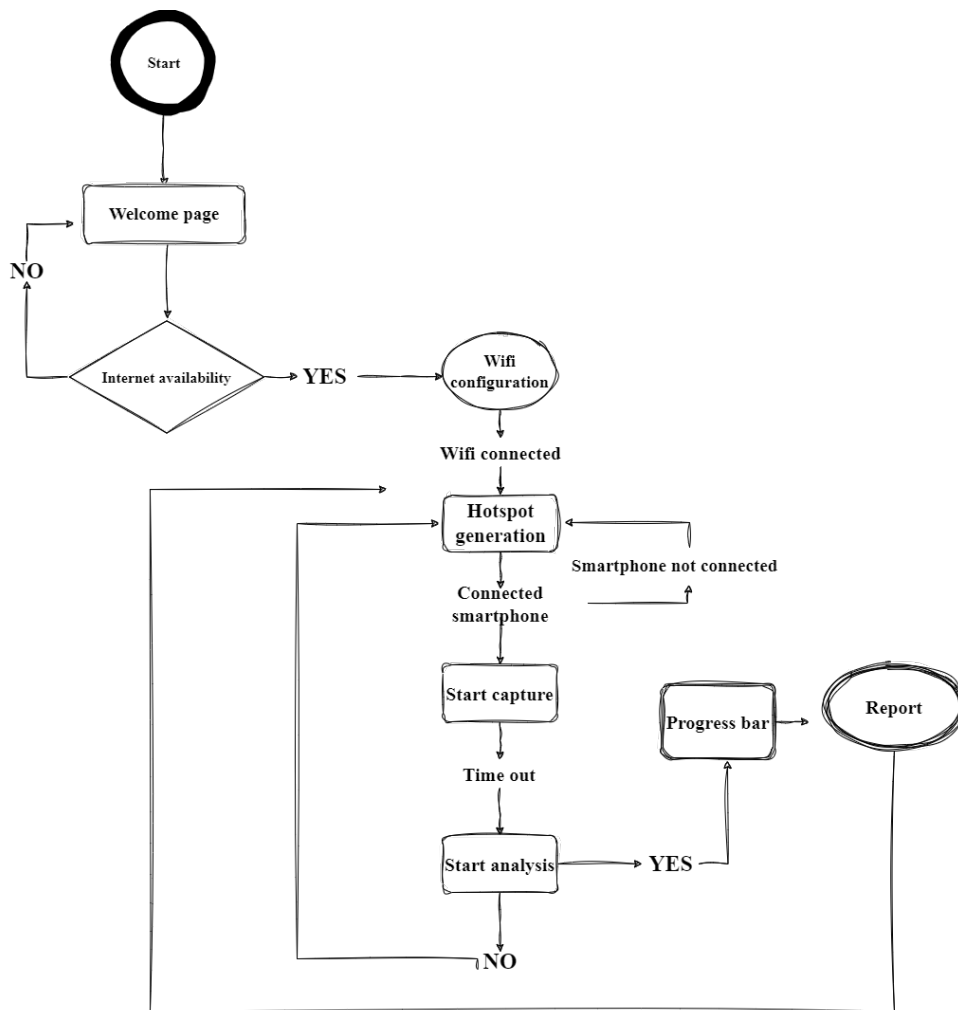 Start
Welcome page
NO
Internet availability
YES
Wifi
configuration
Wifi connected
Hotspot
generation
Smartphone not connected
Connected
smartphone
Start capture
Progress bar
Report
Time out
Start analysis
YES
NO